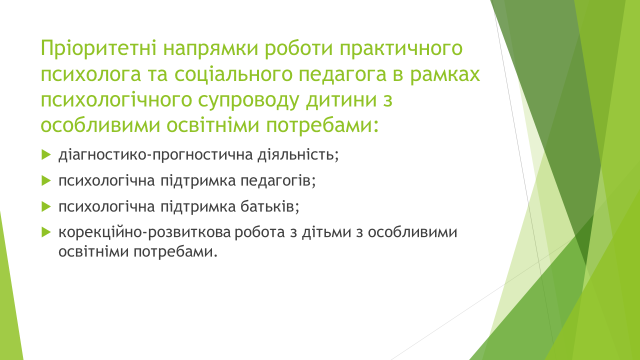 Пріоритетні напрямки роботи практичного
психолога та соціального педагога в рамках
психологічного супроводу дитини з
особливими освітніми потребами:
діагностико-прогностична діяльність;
психологічна підтримка педагогів;
психологічна підтримка батьків;
корекційно-розвиткова робота з дітьми з особливими
освітніми потребами.